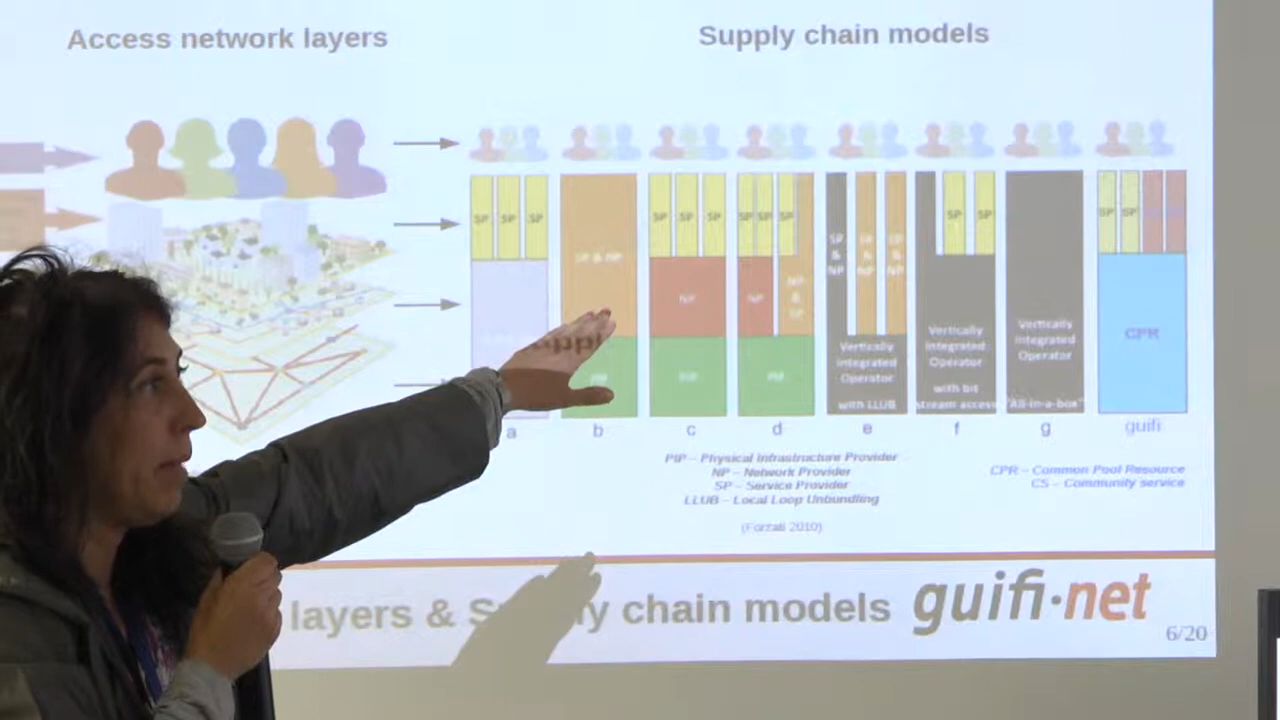 Access network layers
Supply chain models
SP SP SP
SP & NP
SP SP SP
NP
PIP
SP SP SP
NP
NP & SP
PIP
SP & NP
SP & NP
SP & NP
Vertically
Integrated
Operator
with LLUB
SP SP
Vertically
Integrated
Operator
with bit
stream access
Vertically
Integrated
Operator
"All-in-a-box"
SP SP
CPR
a b c d e f g guifi
PIP – Physical Infrastructure Provider
NP – Network Provider
SP – Service Provider
LLUB – Local Loop Unbundling
(Forzati 2010)
CPR – Common Pool Resource
CS – Community service
layers & Supply chain models
guifi·net
6/20